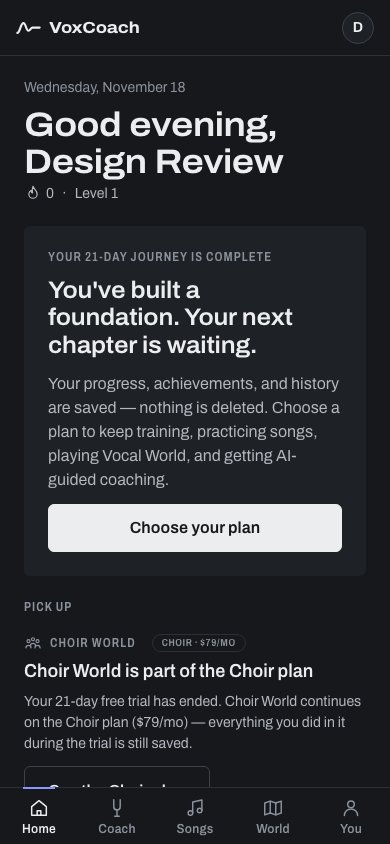 VoxCoach
D
Wednesday, November 18
Good evening,
Design Review
0 · Level 1
YOUR 21-DAY JOURNEY IS COMPLETE
You've built a
foundation. Your next
chapter is waiting.
Your progress, achievements, and history
are saved — nothing is deleted. Choose a
plan to keep training, practicing songs,
playing Vocal World, and getting AI-
guided coaching.
Choose your plan
PICK UP
CHOIR WORLD CHOIR · $79/MO
Choir World is part of the Choir plan
Your 21-day free trial has ended. Choir World continues
on the Choir plan ($79/mo) — everything you did in it
during the trial is still saved.
Home Coach Songs World You